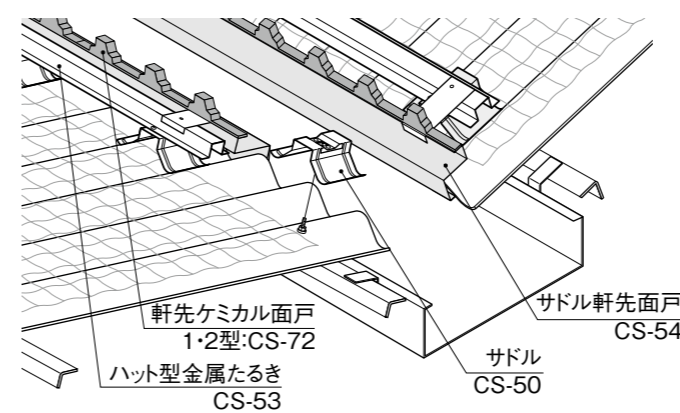 軒先ケミカル面戸
1・2型:CS-72
ハット型金属たるき
CS-53
サドル軒先面戸
CS-54
サドル
CS-50